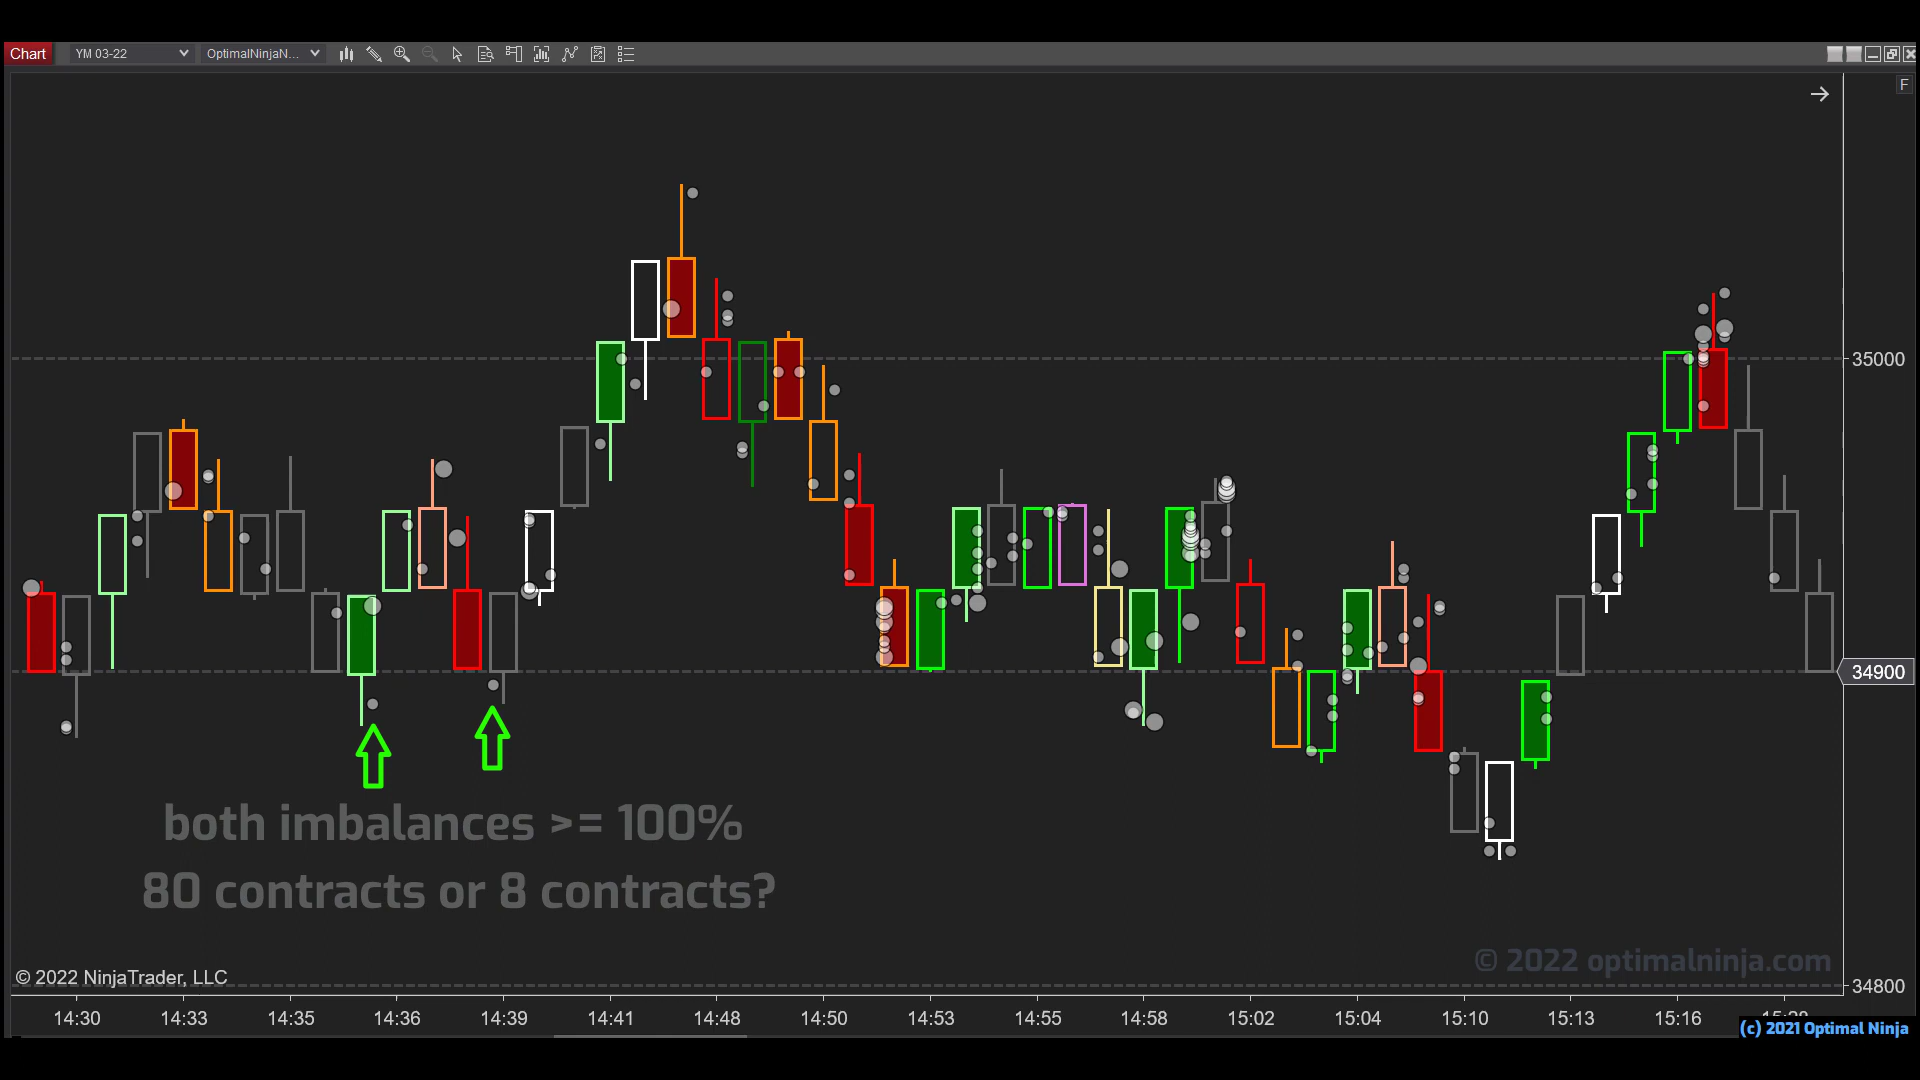 Chart YM 03-22 OptimalNinjaN...
F
35000
34900
both imbalances >= 100%
80 contracts or 8 contracts?
© 2022 optimalninja.com
© 2022 NinjaTrader, LLC
34800
14:30 14:33 14:35 14:36 14:39 14:41 14:48 14:50 14:53 14:55 14:58 15:02 15:04 15:10 15:13 15:16
(c) 2021 Optimal Ninja